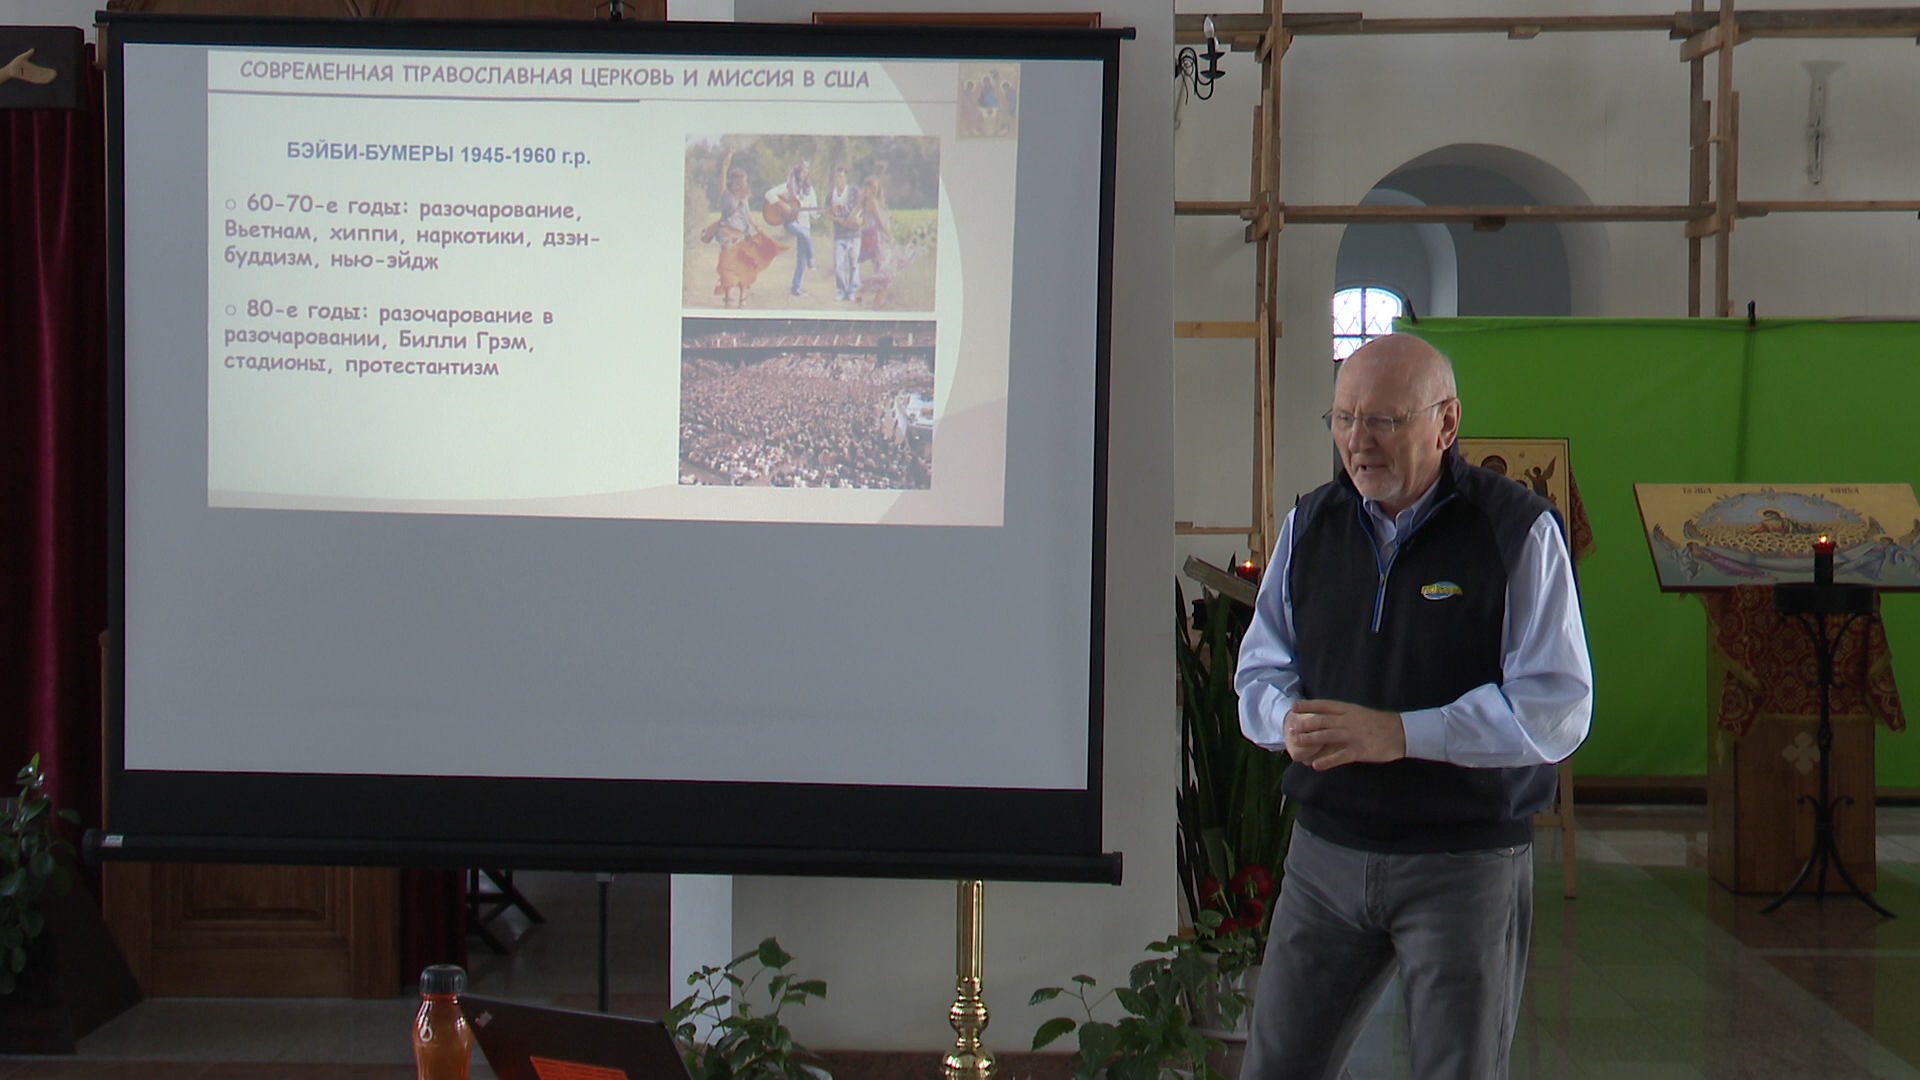 СОВРЕМЕННАЯ ПРАВОСЛАВНАЯ ЦЕРКОВЬ И МИССИЯ В США
БЭЙБИ-БУМЕРЫ 1945-1960 г.р.
○ 60-70-е годы: разочарование,
Вьетнам, хиппи, наркотики, дзэн-
буддизм, нью-эйдж
○ 80-е годы: разочарование в
разочаровании, Билли Грэм,
стадионы, протестантизм